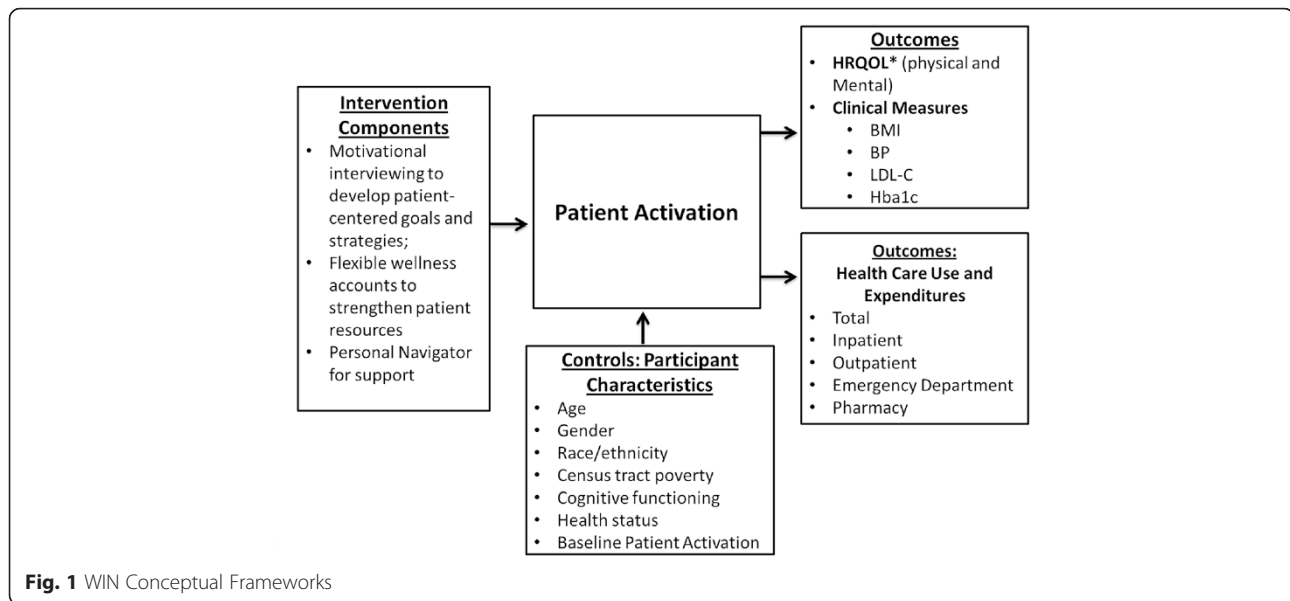 Intervention
Components
• Motivational
interviewing to
develop patient-
centered goals and
strategies;
• Flexible wellness
accounts to
strengthen patient
resources
• Personal Navigator
for support
Patient Activation
Controls: Participant
Characteristics
• Age
• Gender
• Race/ethnicity
• Census tract poverty
• Cognitive functioning
• Health status
• Baseline Patient Activation
Outcomes
• HRQOL* (physical and
Mental)
• Clinical Measures
• BMI
• BP
• LDL-C
• Hba1c
Outcomes:
Health Care Use and
Expenditures
• Total
• Inpatient
• Outpatient
• Emergency Department
• Pharmacy
Fig. 1 WIN Conceptual Frameworks